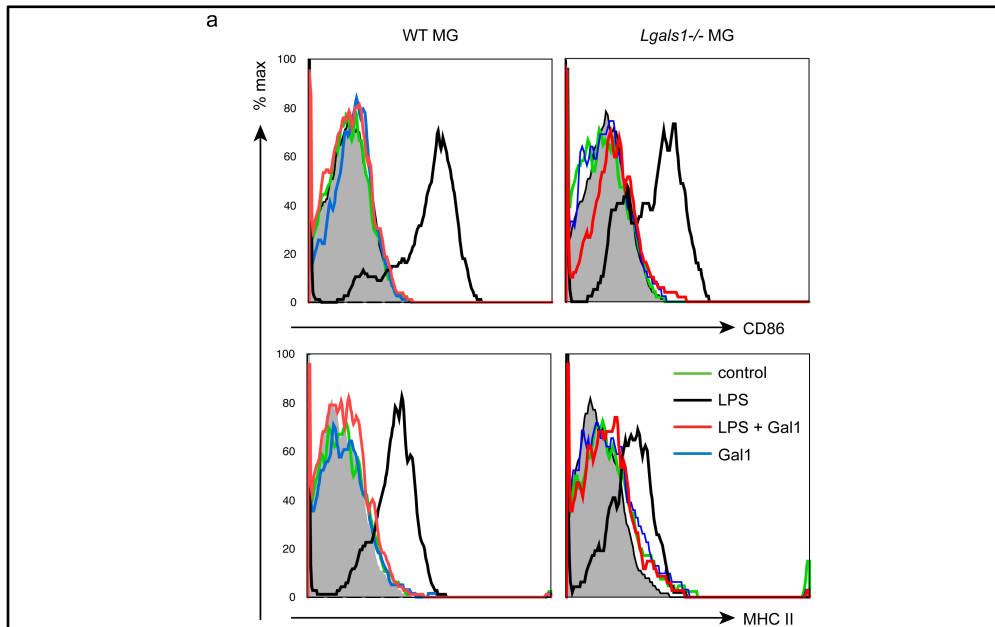 a
WT MG
Lgals1-/- MG
% max
100
80
60
40
20
0
CD86
100
80
60
40
20
0
control
LPS
LPS + Gal1
Gal1
MHC II